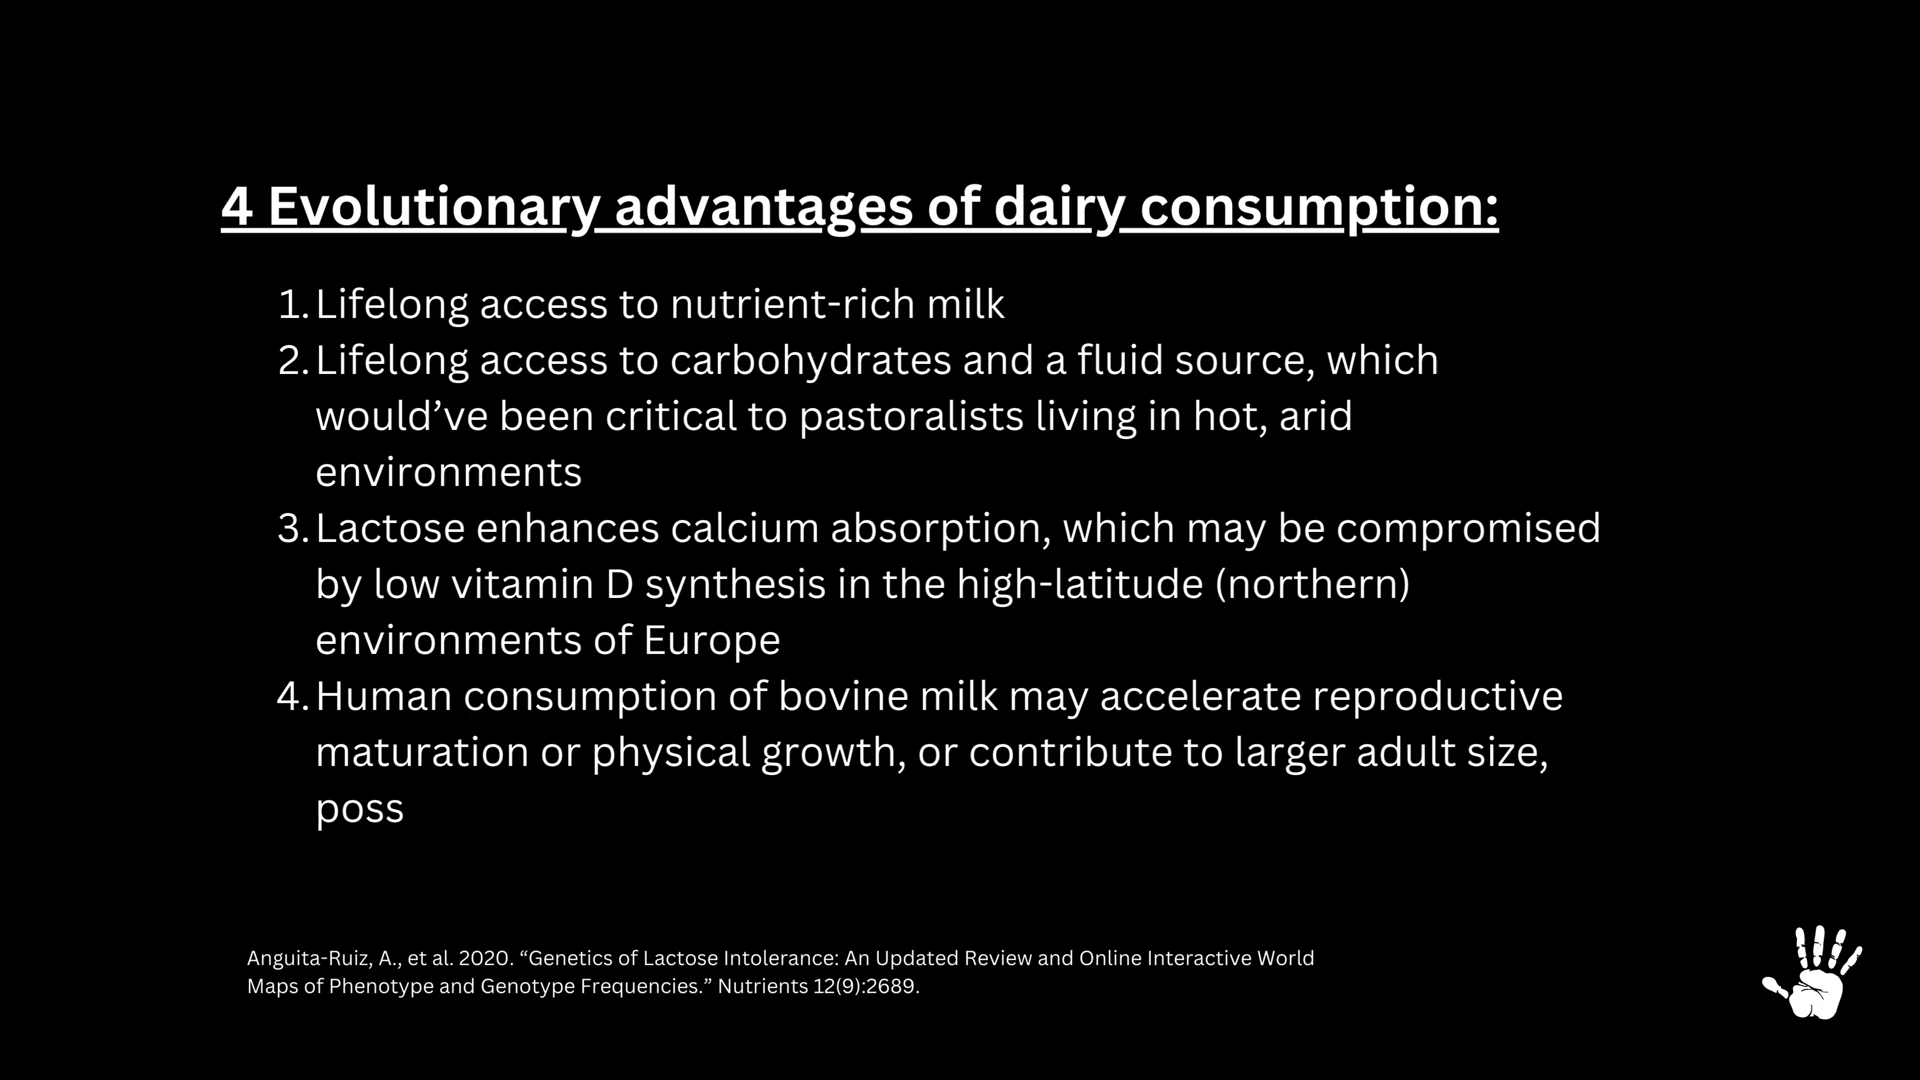 4 Evolutionary advantages of dairy consumption:
1. Lifelong access to nutrient-rich milk
2. Lifelong access to carbohydrates and a fluid source, which
would’ve been critical to pastoralists living in hot, arid
environments
3. Lactose enhances calcium absorption, which may be compromised
by low vitamin D synthesis in the high-latitude (northern)
environments of Europe
4. Human consumption of bovine milk may accelerate reproductive
maturation or physical growth, or contribute to larger adult size,
poss
Anguita-Ruiz, A., et al. 2020. “Genetics of Lactose Intolerance: An Updated Review and Online Interactive World
Maps of Phenotype and Genotype Frequencies.” Nutrients 12(9):2689.